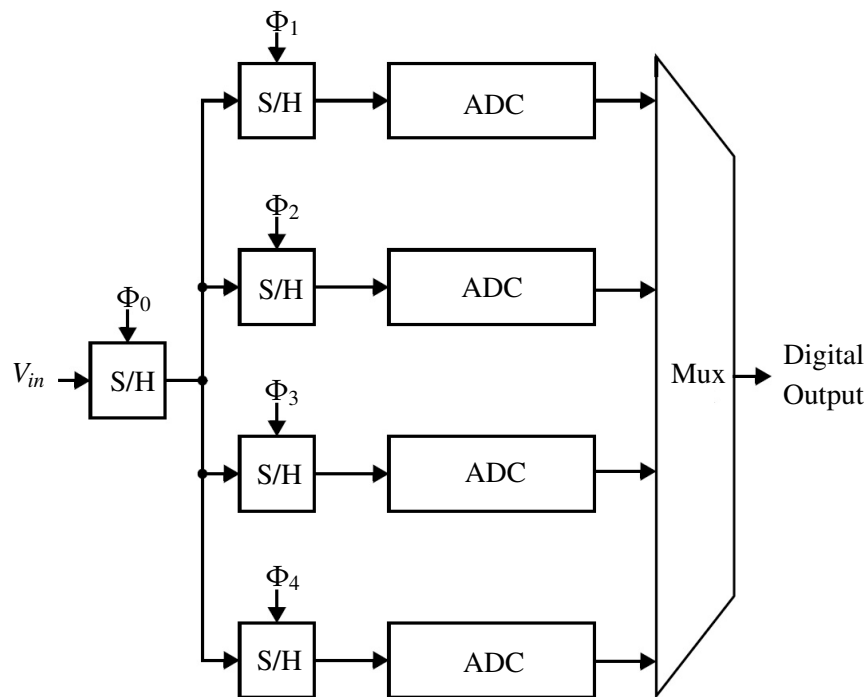 Φ1
S/H
ADC
Φ2
S/H
ADC
Φ0
Vin
S/H
Φ3
S/H
ADC
Φ4
S/H
ADC
Mux
Digital
Output